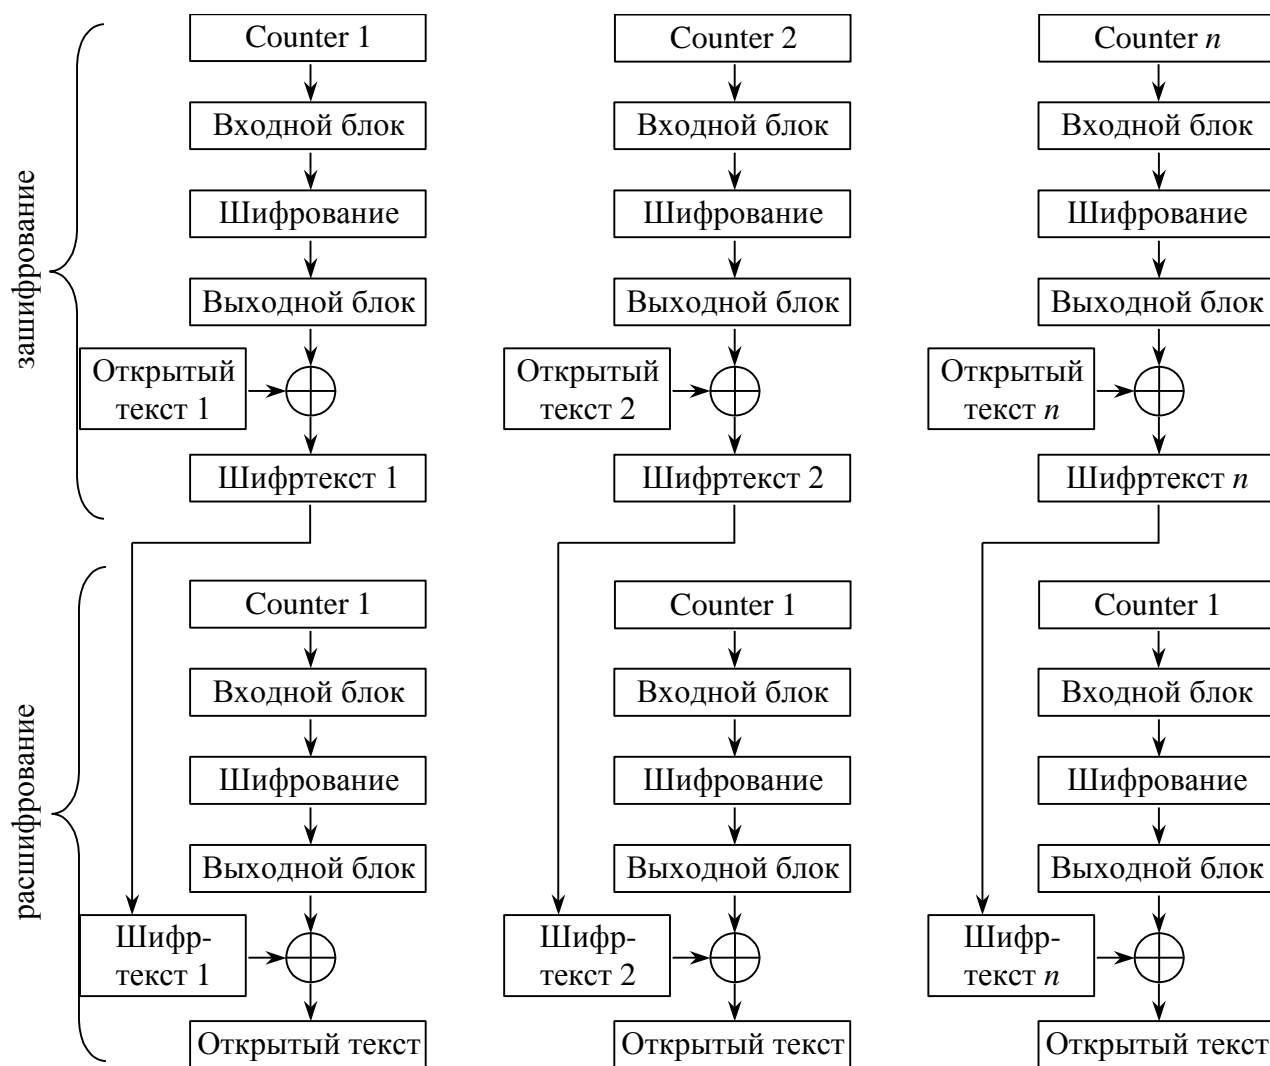 зашифрование
Counter 1
Counter 2
Counter n
Входной блок
Входной блок
Входной блок
Шифрование
Шифрование
Шифрование
Выходной блок
Выходной блок
Выходной блок
Открытый
текст 1
Открытый
текст 2
Открытый
текст n
Шифртекст 1
Шифртекст 2
Шифртекст n
расшифрование
Counter 1
Counter 1
Counter 1
Входной блок
Входной блок
Входной блок
Шифрование
Шифрование
Шифрование
Выходной блок
Выходной блок
Выходной блок
Шифр-
текст 1
Шифр-
текст 2
Шифр-
текст n
Открытый текст
Открытый текст
Открытый текст